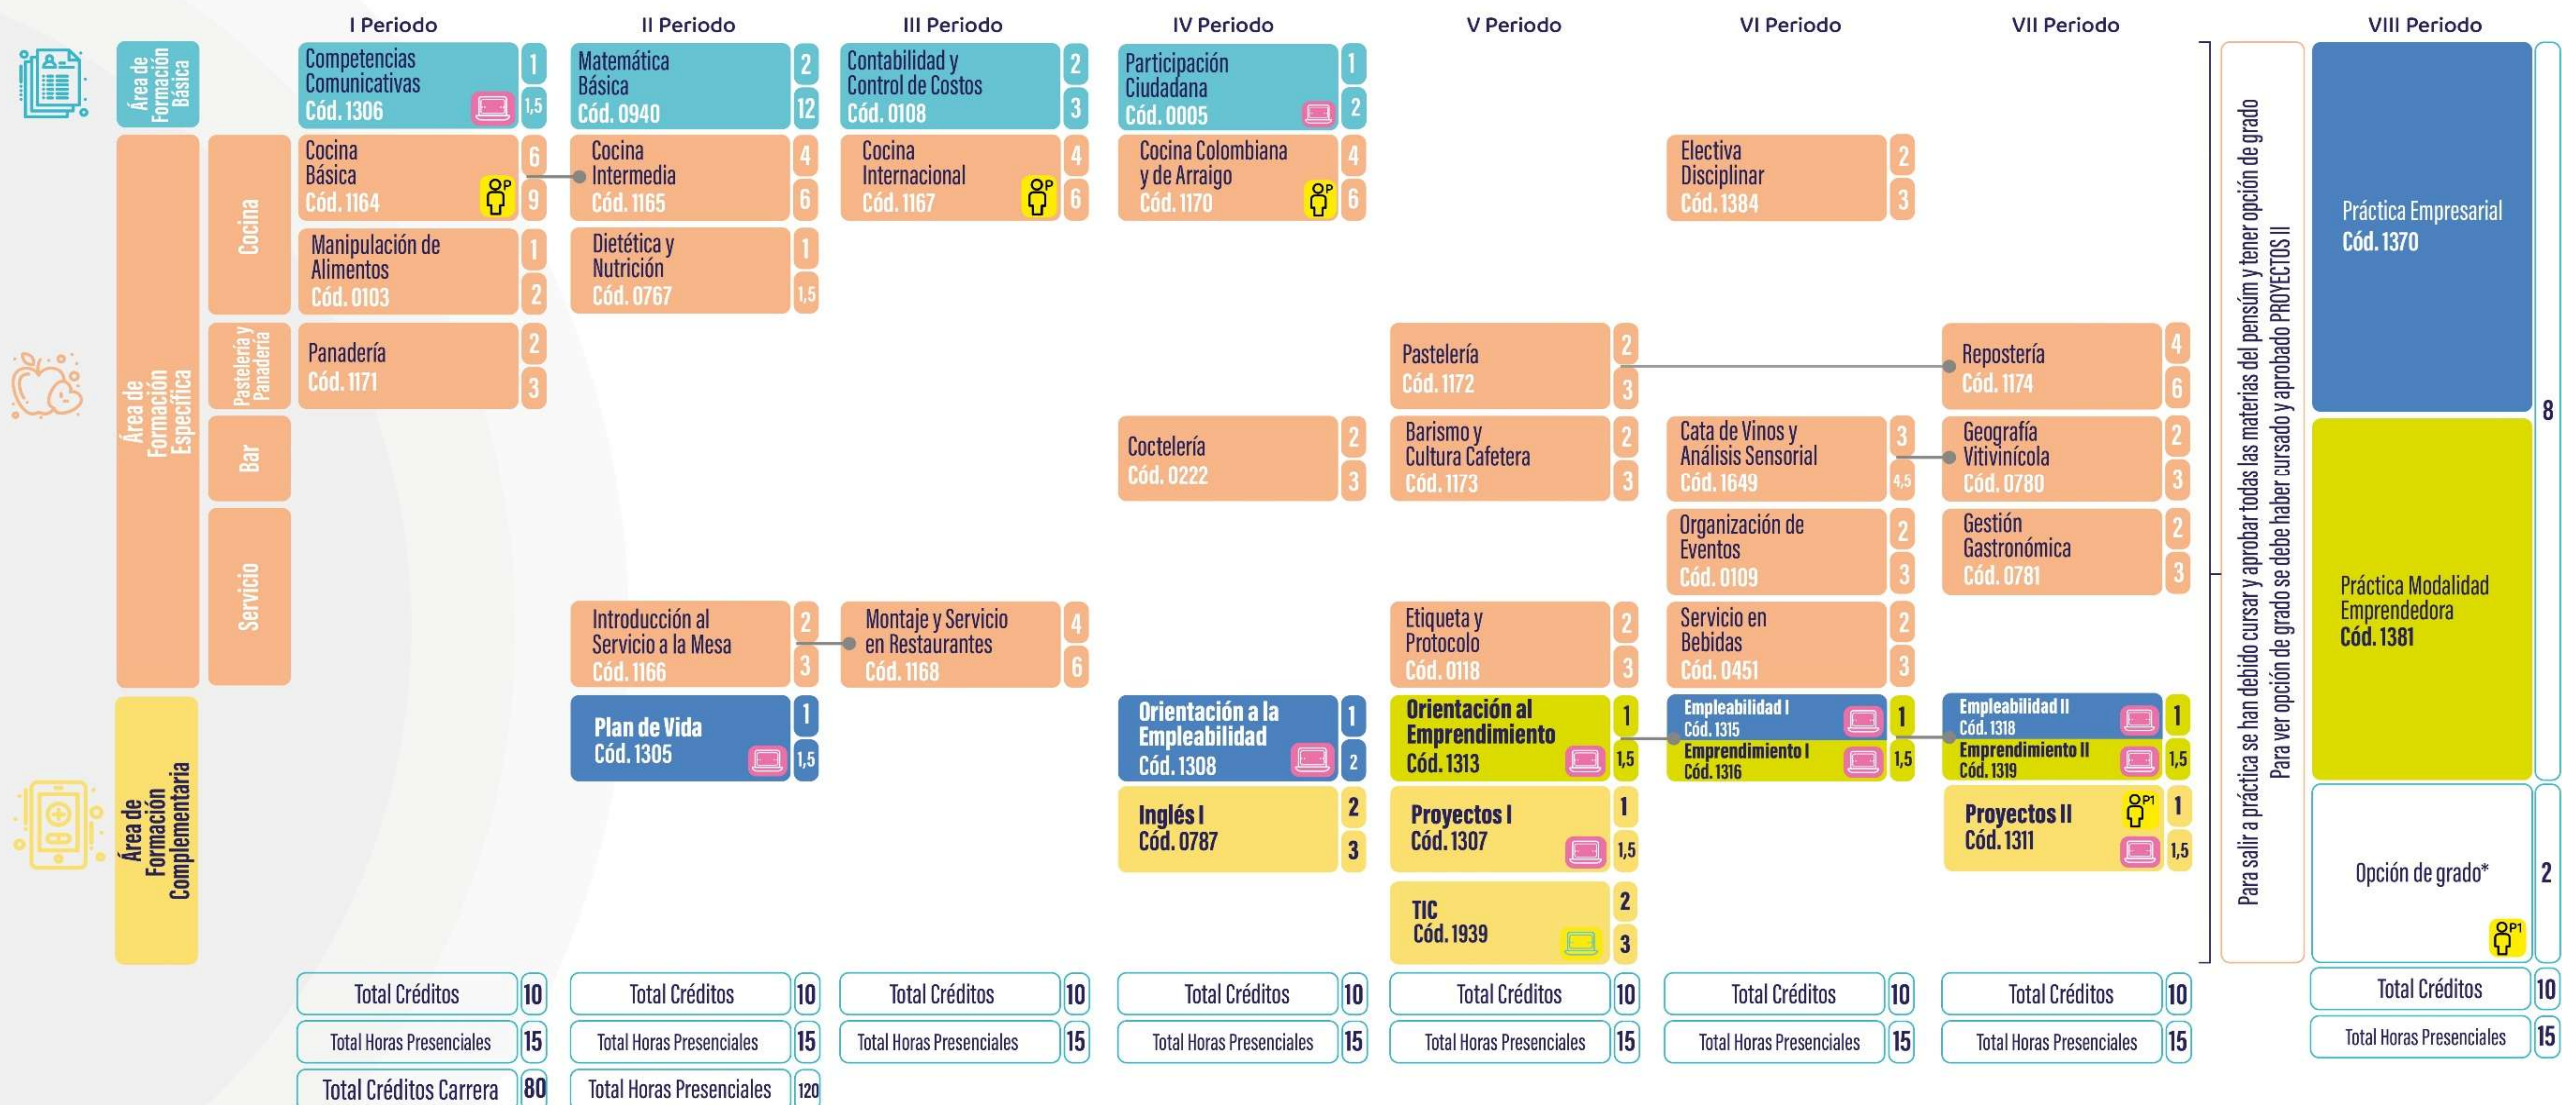 I Periodo
II Periodo
III Periodo
IV Periodo
V Periodo
VI Periodo
VII Periodo
VIII Periodo
Área de
Formación
Básica
Competencias
Comunicativas
Cód. 1306
1
1,5
Matemática
Básica
Cód. 0940
2
12
Contabilidad y
Control de Costos
Cód. 0108
2
3
Participación
Ciudadana
Cód. 0005
1
2
Área de
Formación
Específica
Cocina
Cocina
Básica
Cód. 1164
P
6
9
Cocina
Intermedia
Cód. 1165
4
6
Cocina
Internacional
Cód. 1167
P
4
6
Cocina Colombiana
y de Arraigo
Cód. 1170
P
4
6
Electiva
Disciplinar
Cód. 1384
2
3
Manipulación de
Alimentos
Cód. 0103
1
2
Dietética y
Nutrición
Cód. 0767
1
1,5
Pastelería y
Panadería
Panadería
Cód. 1171
2
3
Pastelería
Cód. 1172
2
3
Repostería
Cód. 1174
4
6
Bar
Coctelería
Cód. 0222
2
3
Barismo y
Cultura Cafetera
Cód. 1173
2
3
Cata de Vinos y
Análisis Sensorial
Cód. 1649
3
4,5
Geografía
Vitivinícola
Cód. 0780
2
3
Servicio
Organización de
Eventos
Cód. 0109
2
3
Gestión
Gastronómica
Cód. 0781
2
3
Introducción al
Servicio a la Mesa
Cód. 1166
2
3
Montaje y Servicio
en Restaurantes
Cód. 1168
4
6
Etiqueta y
Protocolo
Cód. 0118
2
3
Servicio en
Bebidas
Cód. 0451
2
3
Área de
Formación
Complementaria
Plan de Vida
Cód. 1305
1
1,5
Orientación a la
Empleabilidad
Cód. 1308
1
2
Orientación al
Emprendimiento
Cód. 1313
1
1,5
Empleabilidad I
Cód. 1315
Emprendimiento I
Cód. 1316
1
1,5
Empleabilidad II
Cód. 1318
Emprendimiento II
Cód. 1319
1
1,5
Inglés I
Cód. 0787
2
3
Proyectos I
Cód. 1307
1
1,5
Proyectos II
Cód. 1311
P1
1
1,5
TIC
Cód. 1939
2
3
Para salir a práctica se han debido cursar y aprobar todas las materias del pensúm y tener opción de grado
Para ver opción de grado se debe haber cursado y aprobado PROYECTOS II
Práctica Empresarial
Cód. 1370
Práctica Modalidad
Emprendedora
Cód. 1381
8
Opción de grado*
P1
2
Total Créditos 10
Total Créditos 10
Total Créditos 10
Total Créditos 10
Total Créditos 10
Total Créditos 10
Total Créditos 10
Total Créditos 10
Total Horas Presenciales 15
Total Horas Presenciales 15
Total Horas Presenciales 15
Total Horas Presenciales 15
Total Horas Presenciales 15
Total Horas Presenciales 15
Total Horas Presenciales 15
Total Horas Presenciales 15
Total Créditos Carrera 80
Total Horas Presenciales 120